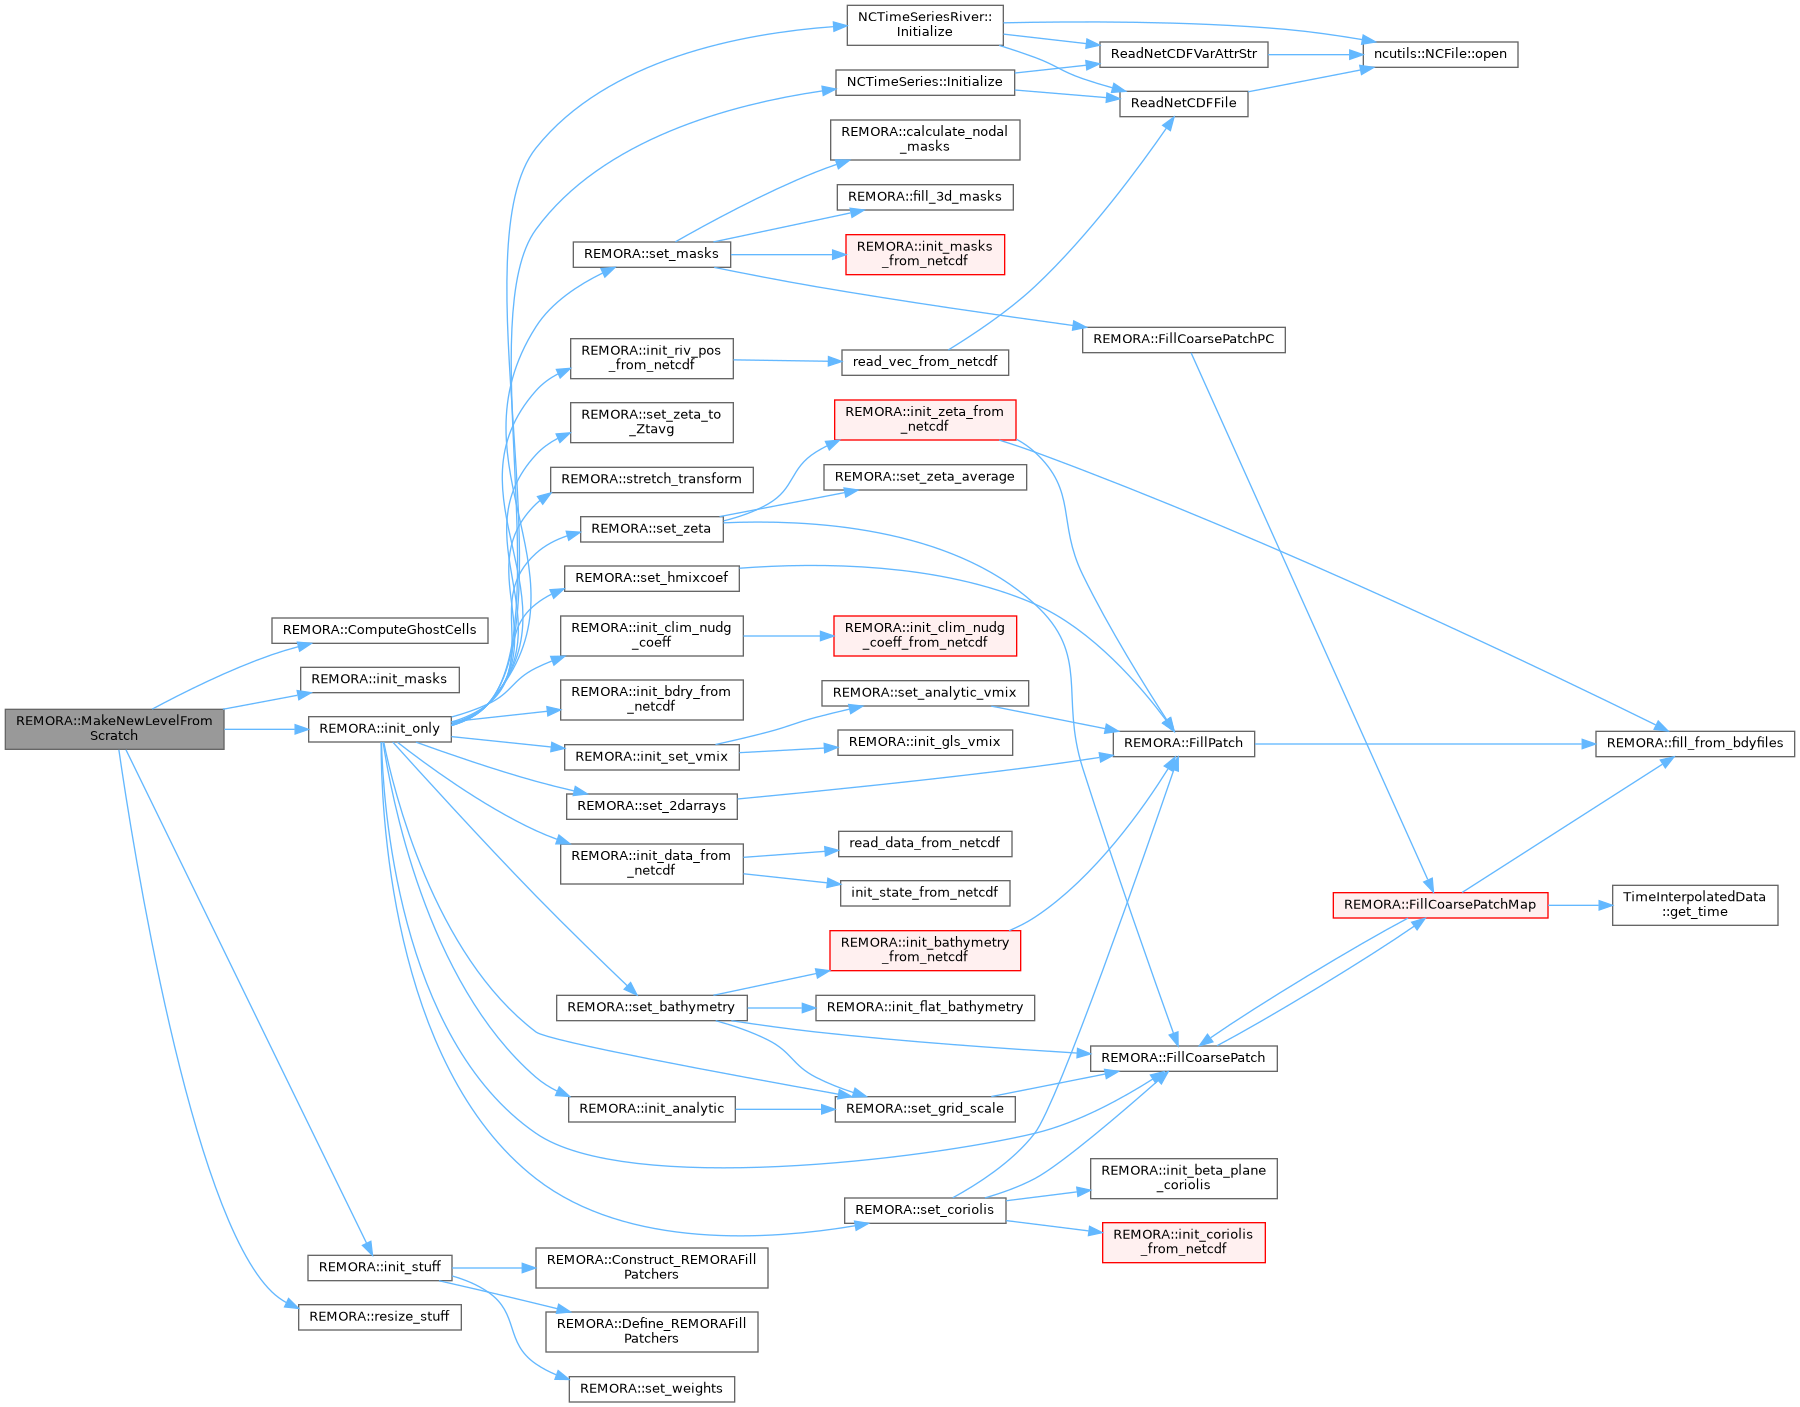 REMORA::MakeNewLevelFrom
Scratch
REMORA::ComputeGhostCells
REMORA::init_masks
REMORA::init_only
REMORA::init_stuff
REMORA::resize_stuff
NCTimeSeriesRiver::
Initialize
NCTimeSeries::Initialize
REMORA::set_masks
REMORA::init_riv_pos
_from_netcdf
REMORA::set_zeta_to
_Ztavg
REMORA::stretch_transform
REMORA::set_zeta
REMORA::set_hmixcoef
REMORA::init_clim_nudg
_coeff
REMORA::init_bdry_from
_netcdf
REMORA::init_set_vmix
REMORA::set_2darrays
REMORA::init_data_from
_netcdf
REMORA::set_bathymetry
REMORA::init_analytic
REMORA::Construct_REMORAFill
Patchers
REMORA::Define_REMORAFill
Patchers
REMORA::set_weights
REMORA::calculate_nodal
_masks
REMORA::fill_3d_masks
REMORA::init_masks
_from_netcdf
read_vec_from_netcdf
REMORA::init_zeta_from
_netcdf
REMORA::set_zeta_average
REMORA::init_clim_nudg
_coeff_from_netcdf
REMORA::set_analytic_vmix
REMORA::init_gls_vmix
read_data_from_netcdf
init_state_from_netcdf
REMORA::init_bathymetry
_from_netcdf
REMORA::init_flat_bathymetry
REMORA::set_grid_scale
REMORA::set_coriolis
ReadNetCDFVarAttrStr
ReadNetCDFFile
REMORA::FillCoarsePatchPC
REMORA::FillPatch
REMORA::FillCoarsePatch
REMORA::init_beta_plane
_coriolis
REMORA::init_coriolis
_from_netcdf
ncutils::NCFile::open
REMORA::FillCoarsePatchMap
REMORA::fill_from_bdyfiles
TimeInterpolatedData
::get_time